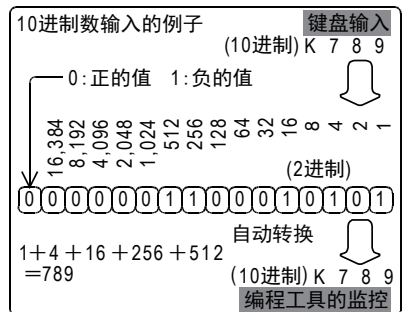 10进制数输入的例子
键盘输入
(10进制) K 7 8 9
0:正的值 1:负的值
16,384 8,192 4,096 2,048 1,024 512 256 128 64 32 16 8 4 2 1
(2进制)
0 0 0 0 0 0 1 1 0 0 0 1 0 1 0 1
自动转换
1+4+16+256+512
=789
(10进制) K 7 8 9
编程工具的监控